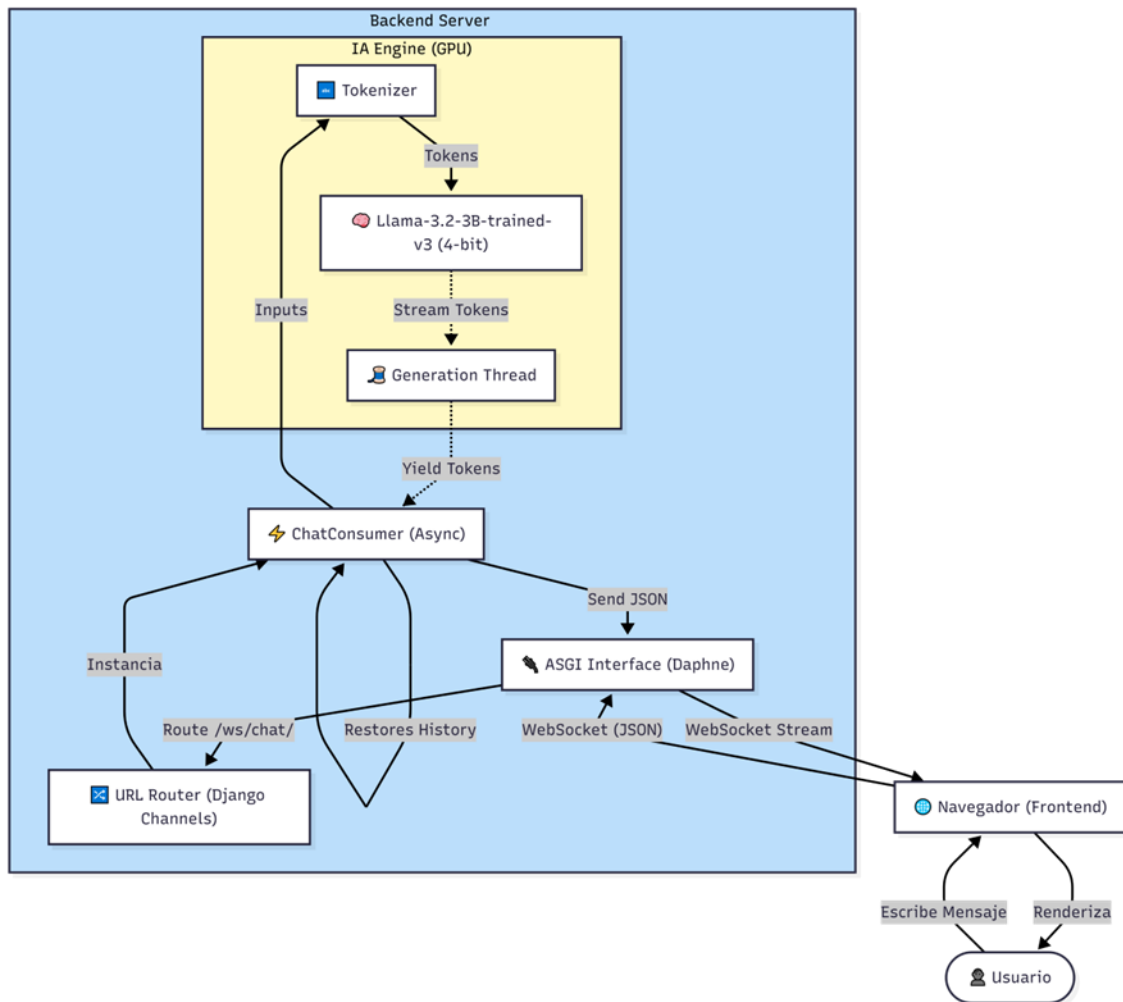 Backend Server
IA Engine (GPU)
Tokenizer
Tokens
Llama-3.2-3B-trained-
v3 (4-bit)
Inputs
Stream Tokens
Generation Thread
Yield Tokens
ChatConsumer (Async)
Send JSON
Instancia
ASGI Interface (Daphne)
Route /ws/chat/
Restores History
WebSocket (JSON)
WebSocket Stream
URL Router (Django
Channels)
Navegador (Frontend)
Escribe Mensaje
Renderiza
Usuario